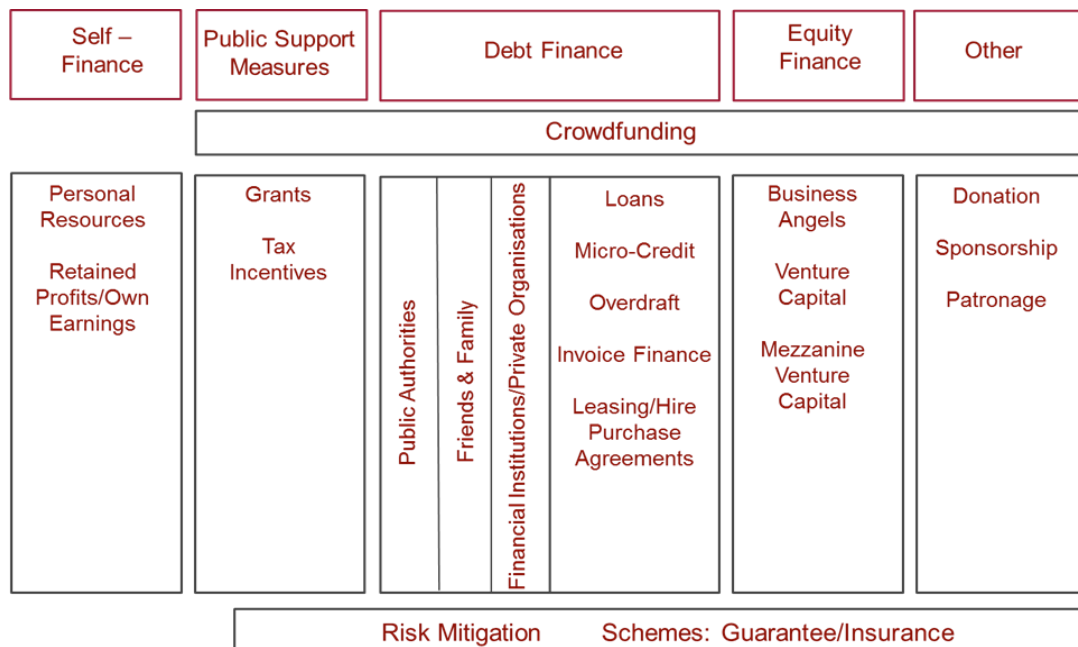 Self –
Finance
Public Support
Measures
Debt Finance
Equity
Finance
Other
Crowdfunding
Personal
Resources
Retained
Profits/Own
Earnings
Grants
Tax
Incentives
Public Authorities
Friends & Family
Financial Institutions/Private Organisations
Loans
Micro-Credit
Overdraft
Invoice Finance
Leasing/Hire
Purchase
Agreements
Business
Angels
Venture
Capital
Mezzanine
Venture
Capital
Donation
Sponsorship
Patronage
Risk Mitigation Schemes: Guarantee/Insurance